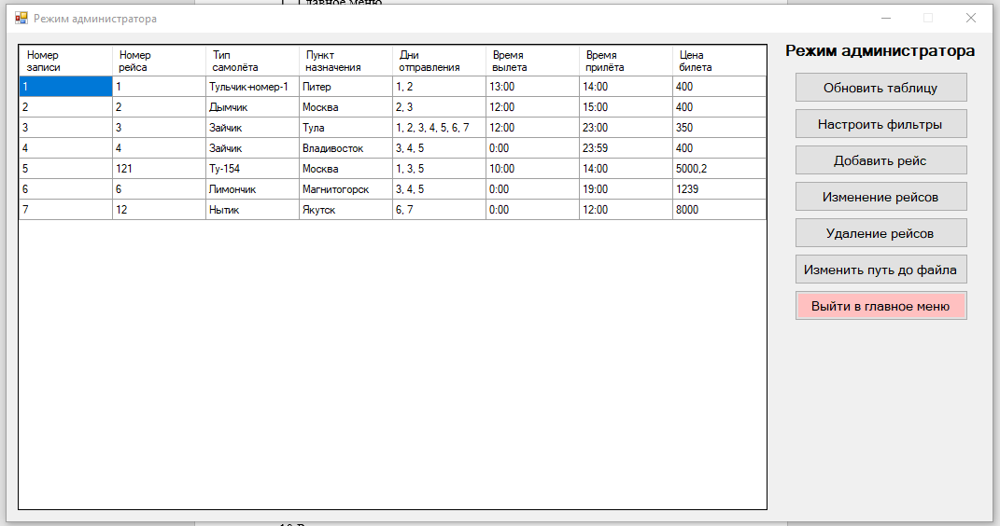 Главное меню
Режим администратора
Номер записи Номер рейса Тип самолёта Пункт назначения Дни отправления Время вылета Время прилёта Цена билета
1 1 Тульчик-номер-1 Питер 1, 2 13:00 14:00 400
2 2 Дымчик Москва 2, 3 12:00 15:00 400
3 3 Зайчик Тула 1, 2, 3, 4, 5, 6, 7 12:00 23:00 350
4 4 Зайчик Владивосток 3, 4, 5 0:00 23:59 400
5 121 Ту-154 Москва 1, 3, 5 10:00 14:00 5000,2
6 6 Лимончик Магнитогорск 3, 4, 5 0:00 19:00 1239
7 12 Нытик Якутск 6, 7 0:00 12:00 8000
Режим администратора
Обновить таблицу
Настроить фильтры
Добавить рейс
Изменение рейсов
Удаление рейсов
Изменить путь до файла
Выйти в главное меню